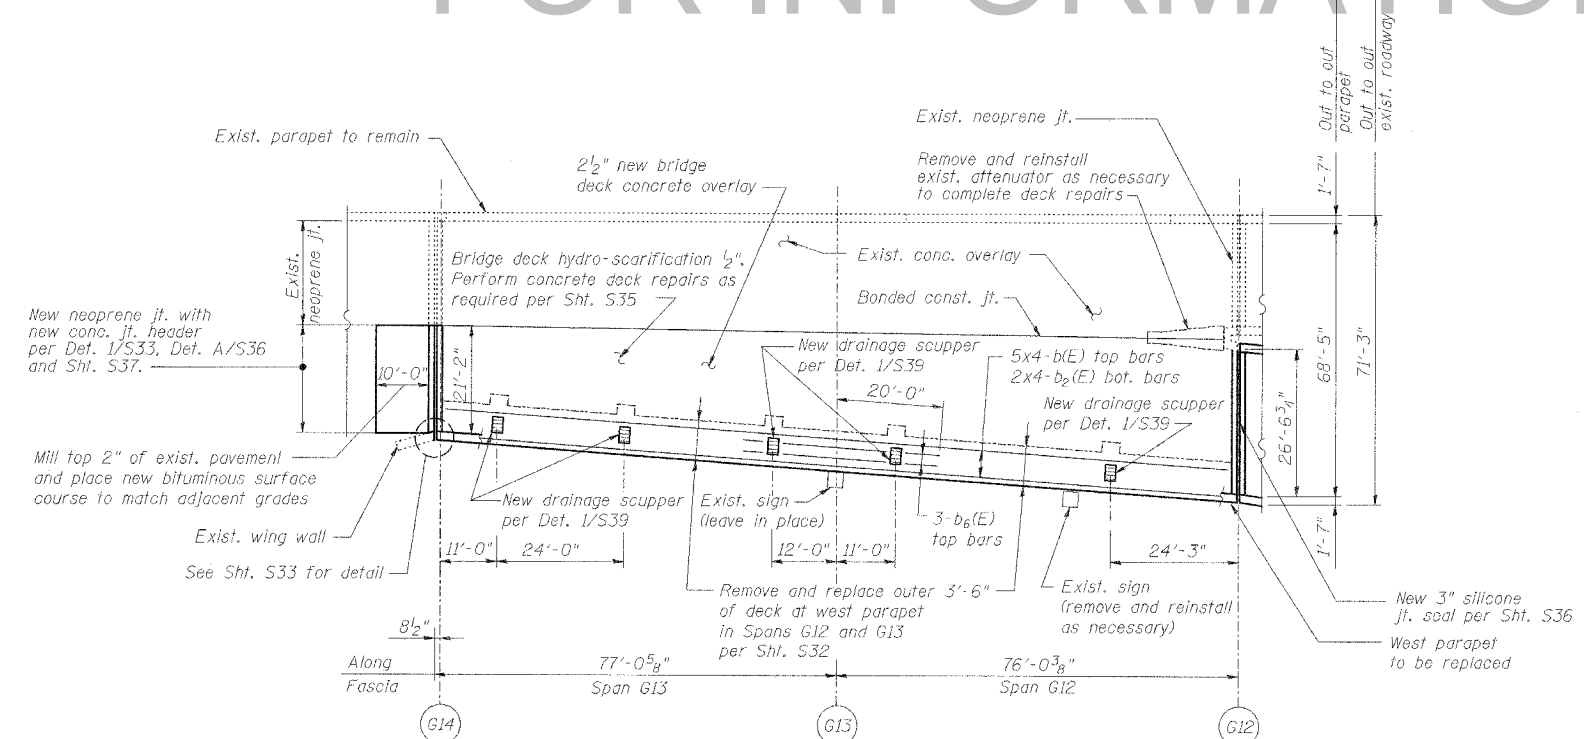 FOR INFORMATION
Out to out
parapet
Out to out
exist. roadway
Exist. parapet to remain
2½" new bridge
deck concrete overlay
Exist. neoprene jt.
Remove and reinstall
exist. attenuator as necessary
to complete deck repairs
1'-7"
Exist.
neoprene jt.
Bridge deck hydro-scarification ½".
Perform concrete deck repairs as
required per Sht. S35
Exist. conc. overlay
Bonded const. jt.
New neoprene jt. with
new conc. jt. header
per Det. 1/S33, Det. A/S36
and Sht. S37.
10'-0"
21'-2"
New drainage scupper
per Det. 1/S39
5x4-b(E) top bars
2x4-b₂(E) bot. bars
20'-0"
New drainage scupper
per Det. 1/S39
26'-6¾"
68'-5"
71'-3"
Mill top 2" of exist. pavement
and place new bituminous surface
course to match adjacent grades
New drainage scupper
per Det. 1/S39
Exist. sign
(leave in place)
3-b₆(E)
top bars
1'-7"
Exist. wing wall
See Sht. S33 for detail
11'-0"
24'-0"
12'-0"
11'-0"
24'-3"
Remove and replace outer 3'-6"
of deck at west parapet
in Spans G12 and G13
per Sht. S32
Exist. sign
(remove and reinstall
as necessary)
New 3" silicone
jt. seal per Sht. S36
West parapet
to be replaced
8½"
Along
Fascia
77'-0⅝"
Span G13
76'-0⅜"
Span G12
G14
G13
G12